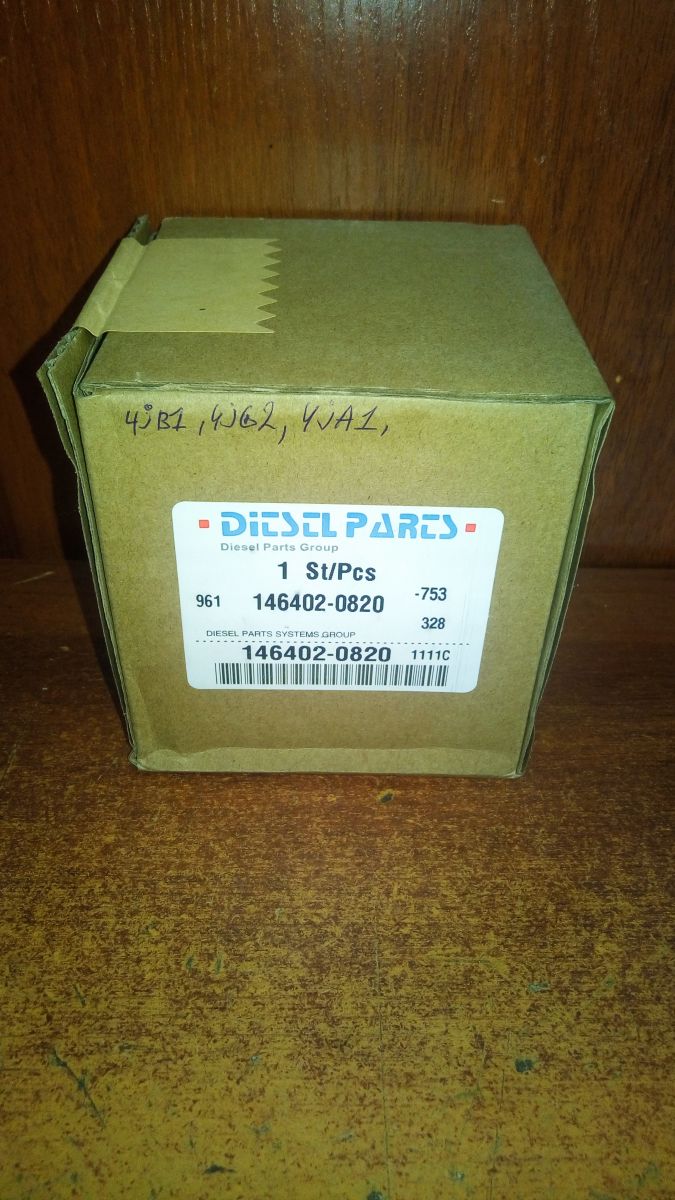 4JB1, 4JG2, 4JA1,
DIESEL PARTS
Diesel Parts Group
1 St/Pcs
961 146402-0820 -753
328
DIESEL PARTS SYSTEMS GROUP
146402-0820 1111C